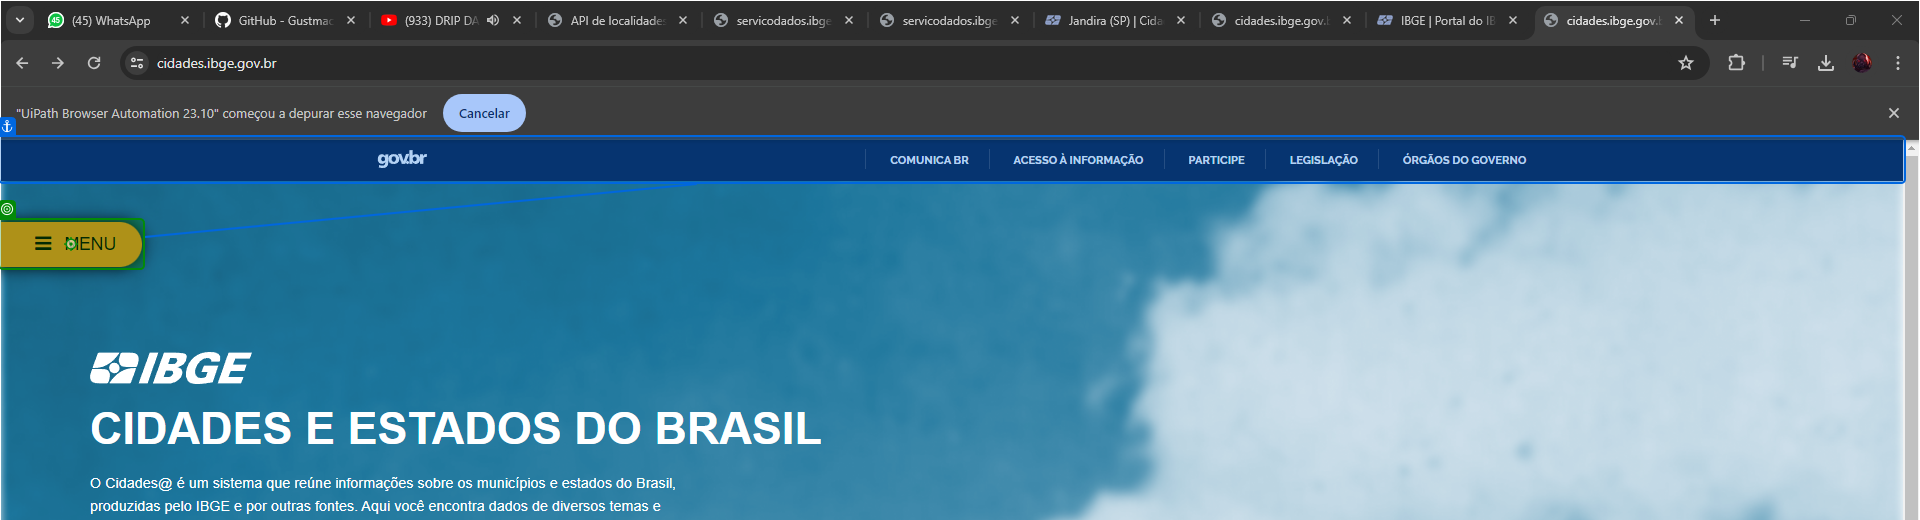 (45) WhatsApp
GitHub - Gustmac
(933) DRIP DA
API de localidades
servicodados.ibge
servicodados.ibge
Jandira (SP) | Cida
cidades.ibge.gov.b
IBGE | Portal do IB
cidades.ibge.gov.b
cidades.ibge.gov.br
"UiPath Browser Automation 23.10" começou a depurar esse navegador
Cancelar
gov.br
COMUNICA BR
ACESSO À INFORMAÇÃO
PARTICIPE
LEGISLAÇÃO
ÓRGÃOS DO GOVERNO
MENU
IBGE
CIDADES E ESTADOS DO BRASIL
O Cidades@ é um sistema que reúne informações sobre os municípios e estados do Brasil,
produzidas pelo IBGE e por outras fontes. Aqui você encontra dados de diversos temas e